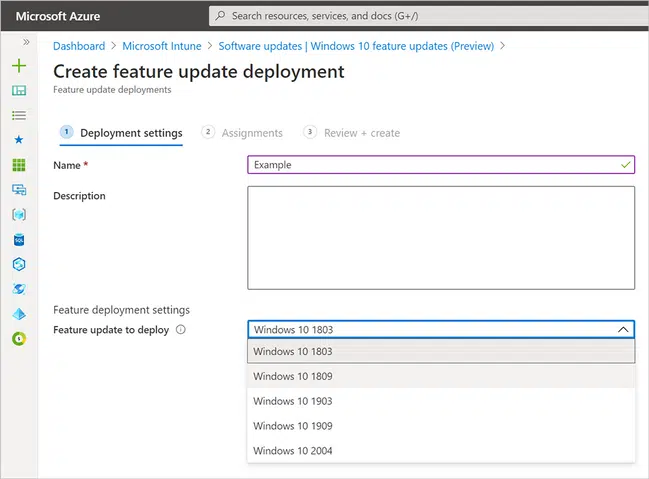 Microsoft Azure
Search resources, services, and docs (G+/)
Dashboard > Microsoft Intune > Software updates | Windows 10 feature updates (Preview) >
Create feature update deployment
Feature update deployments
1 Deployment settings 2 Assignments 3 Review + create
Name *
Example
Description
Feature deployment settings
Feature update to deploy
Windows 10 1803
Windows 10 1803
Windows 10 1809
Windows 10 1903
Windows 10 1909
Windows 10 2004